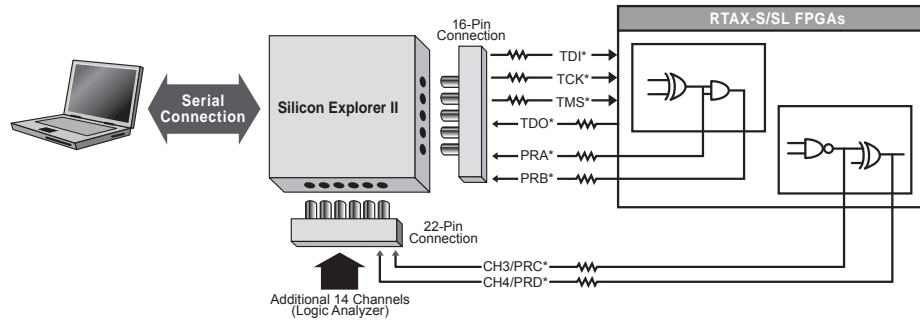 16-Pin
Connection
RTAX-S/SL FPGAs
TDI*
TCK*
TMS*
TDO*
PRA*
PRB*
Serial
Connection
Silicon Explorer II
22-Pin
Connection
CH3/PRC*
CH4/PRD*
Additional 14 Channels
(Logic Analyzer)